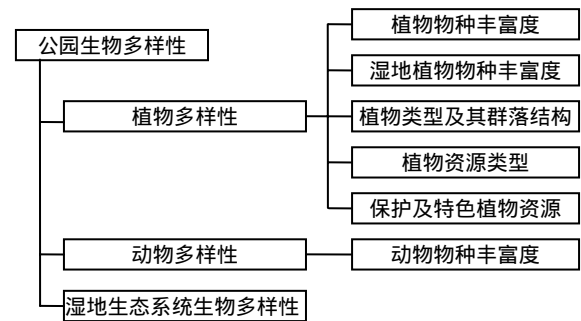 公园生物多样性
植物多样性
植物物种丰富度
湿地植物物种丰富度
植物类型及其群落结构
植物资源类型
保护及特色植物资源
动物多样性
动物物种丰富度
湿地生态系统生物多样性